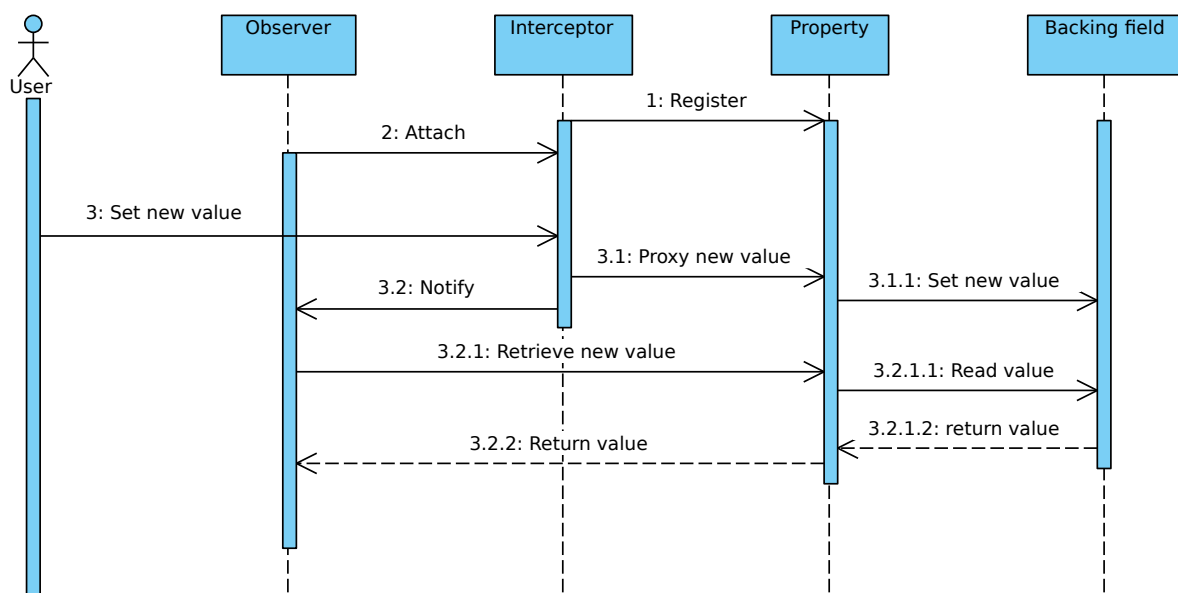 Observer
Interceptor
Property
Backing field
User
1: Register
2: Attach
3: Set new value
3.1: Proxy new value
3.2: Notify
3.1.1: Set new value
3.2.1: Retrieve new value
3.2.1.1: Read value
3.2.1.2: return value
3.2.2: Return value